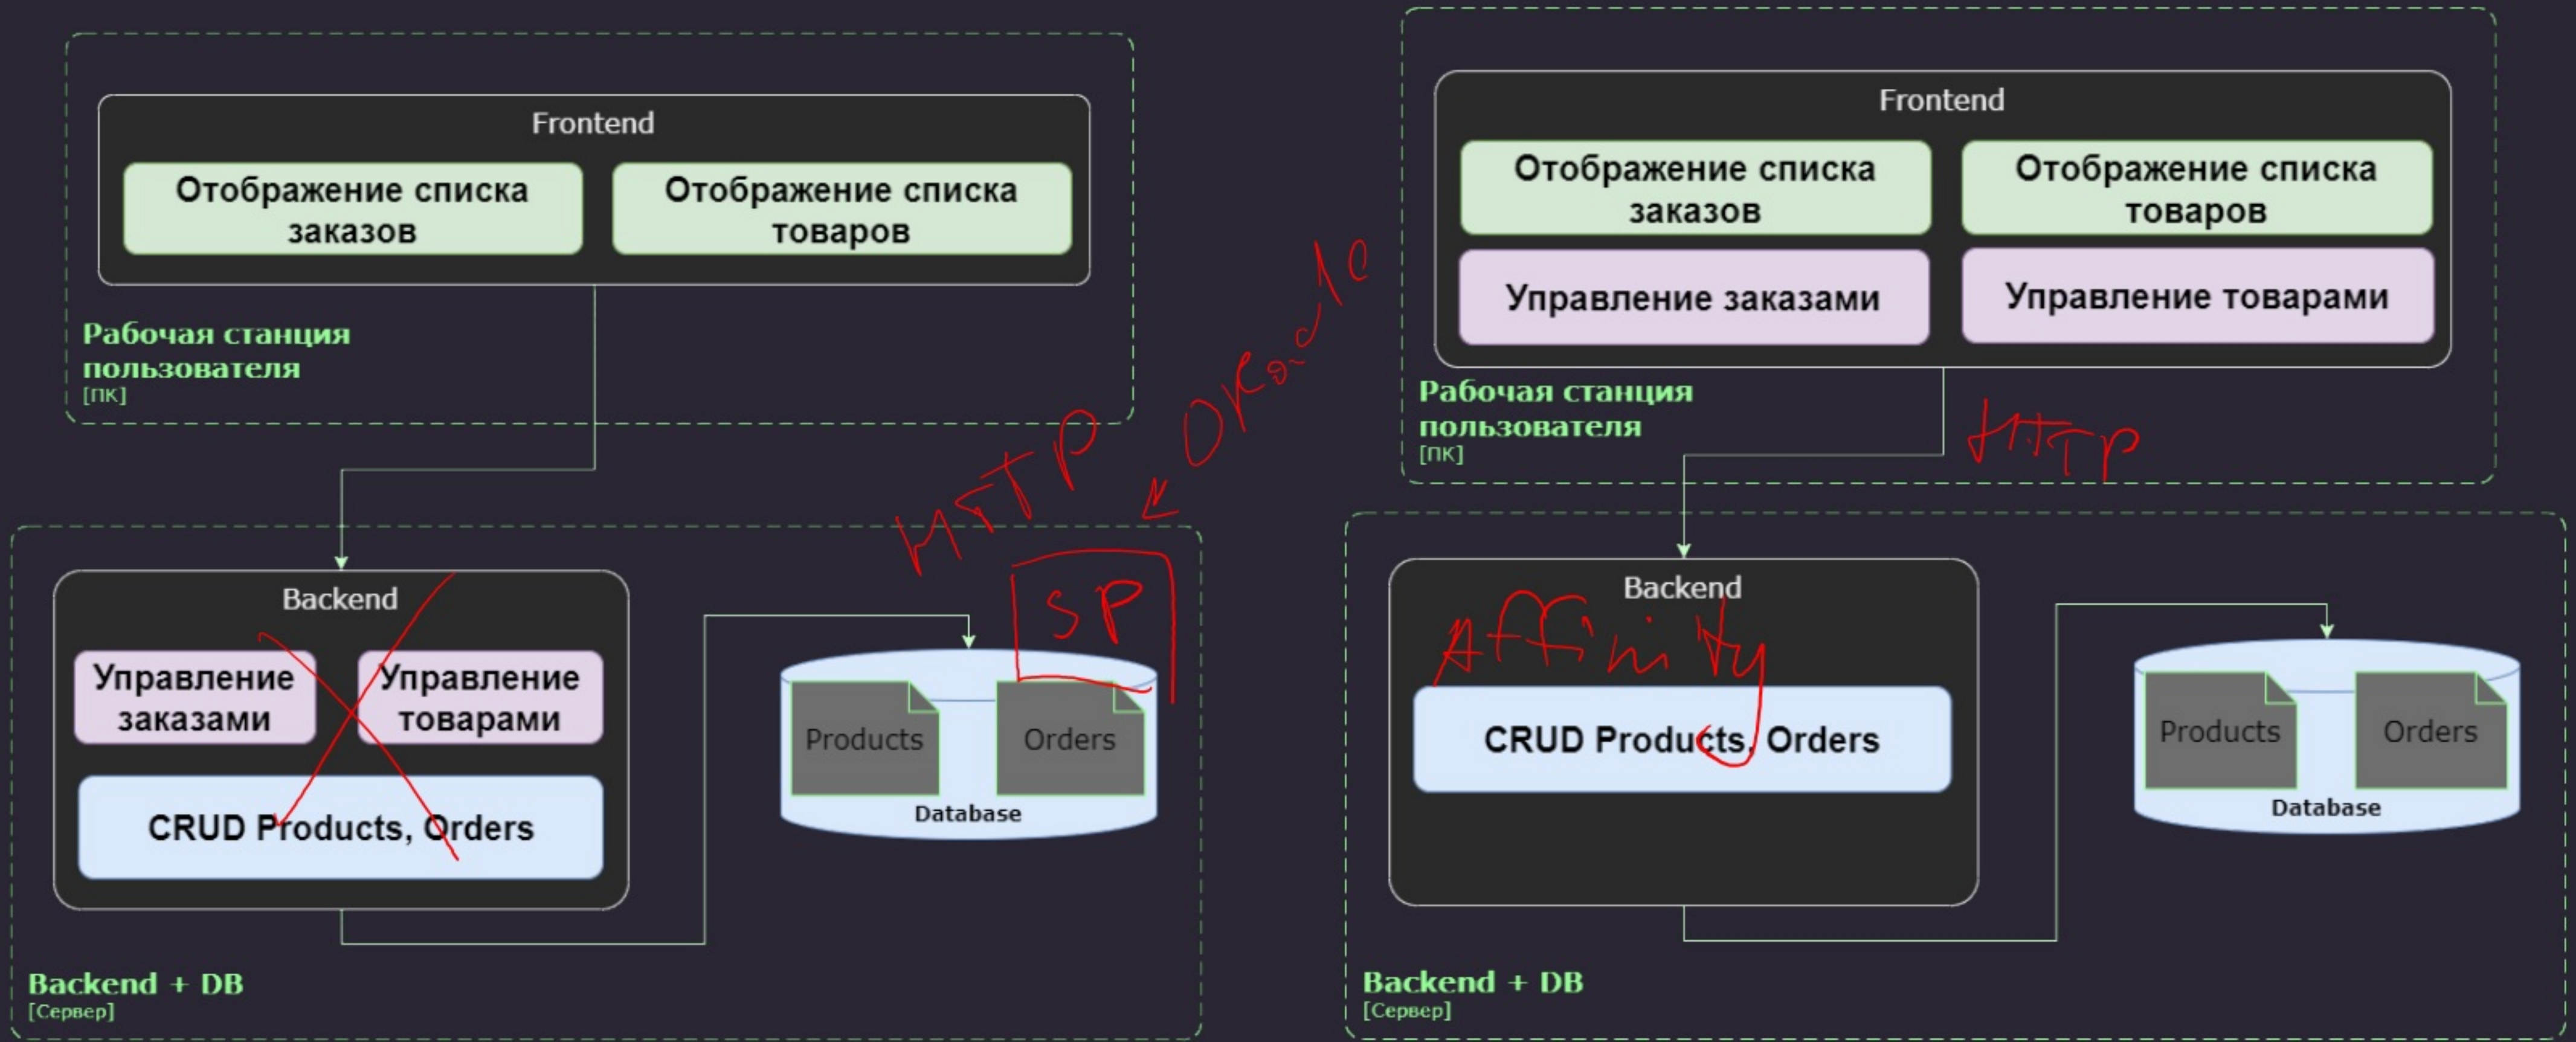 Frontend
Отображение списка
заказов
Отображение списка
товаров
Рабочая станция
пользователя
[ПК]
HTTP
Backend
Управление
заказами
Управление
товарами
CRUD Products, Orders
SP
Products
Orders
Database
Backend + DB
[Сервер]
Frontend
Отображение списка
заказов
Отображение списка
товаров
Управление заказами
Управление товарами
Рабочая станция
пользователя
[ПК]
HTTP
Backend
Affinity
CRUD Products, Orders
Products
Orders
Database
Backend + DB
[Сервер]